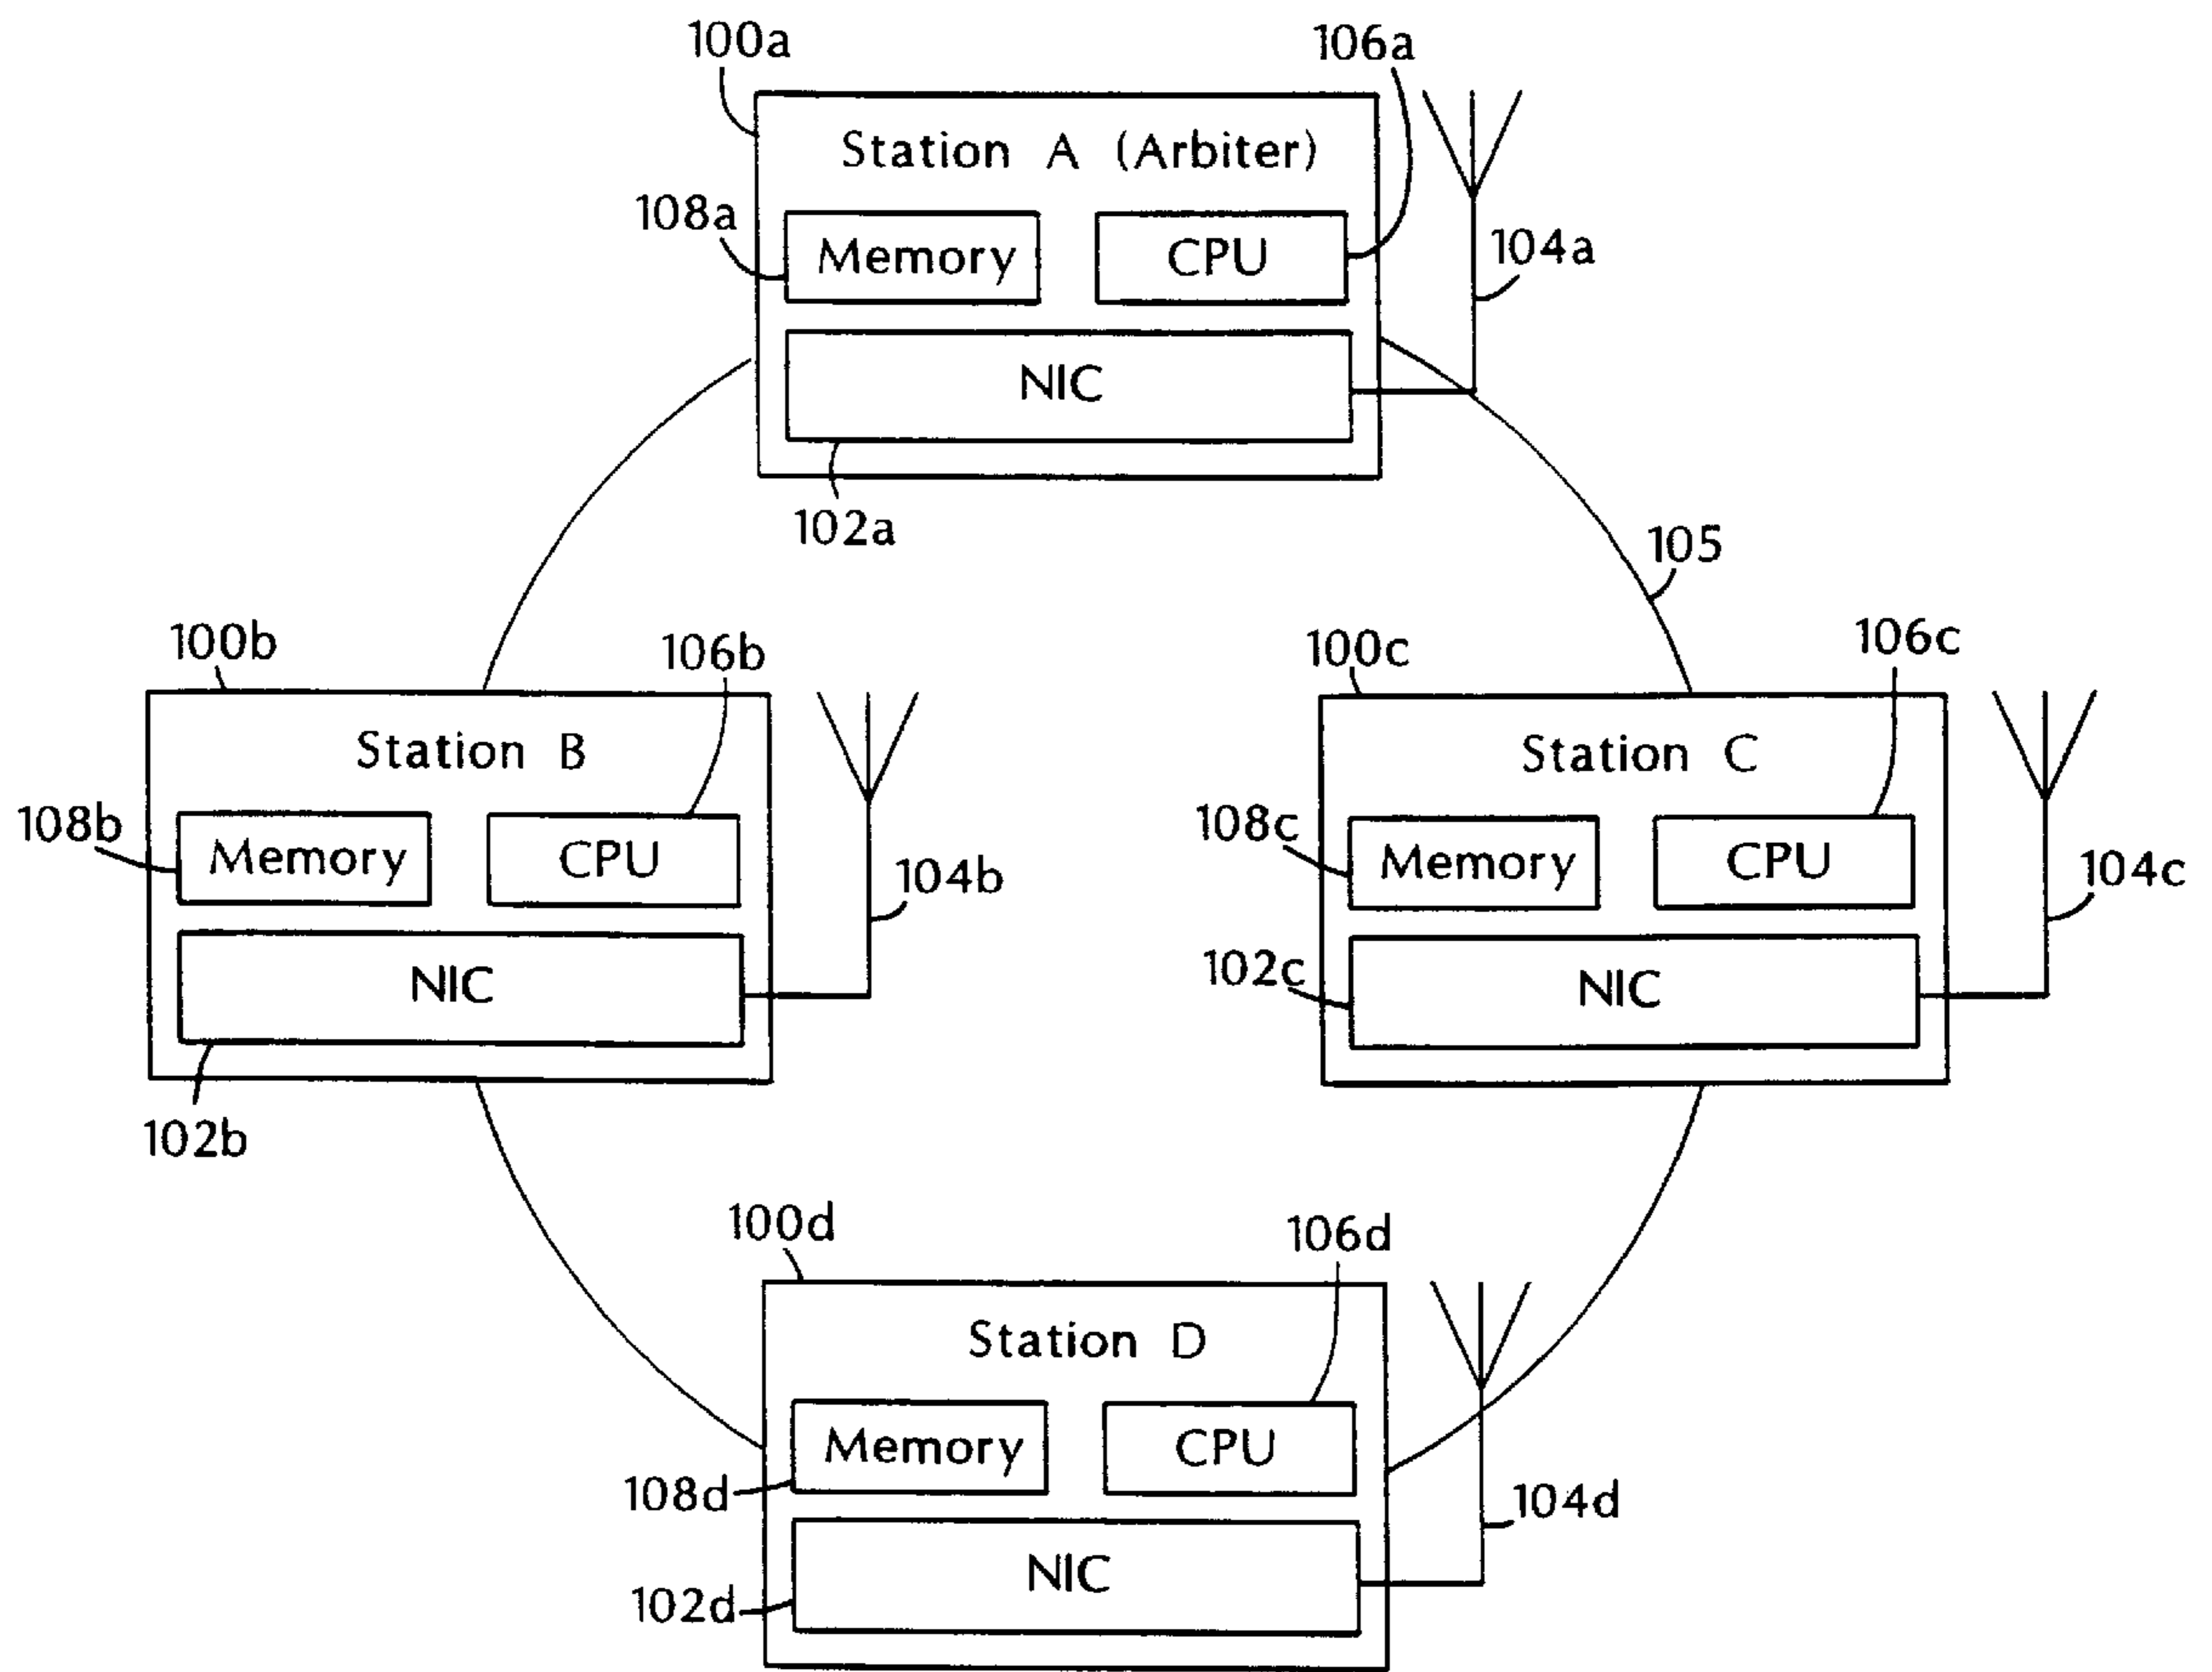 100a
106a
Station A (Arbiter)
108a
Memory
CPU
104a
NIC
102a
105
100b
106b
Station B
108b
Memory
CPU
104b
NIC
102b
100c
106c
Station C
108c
Memory
CPU
104c
102c
NIC
100d
106d
Station D
Memory
CPU
108d
104d
NIC
102d